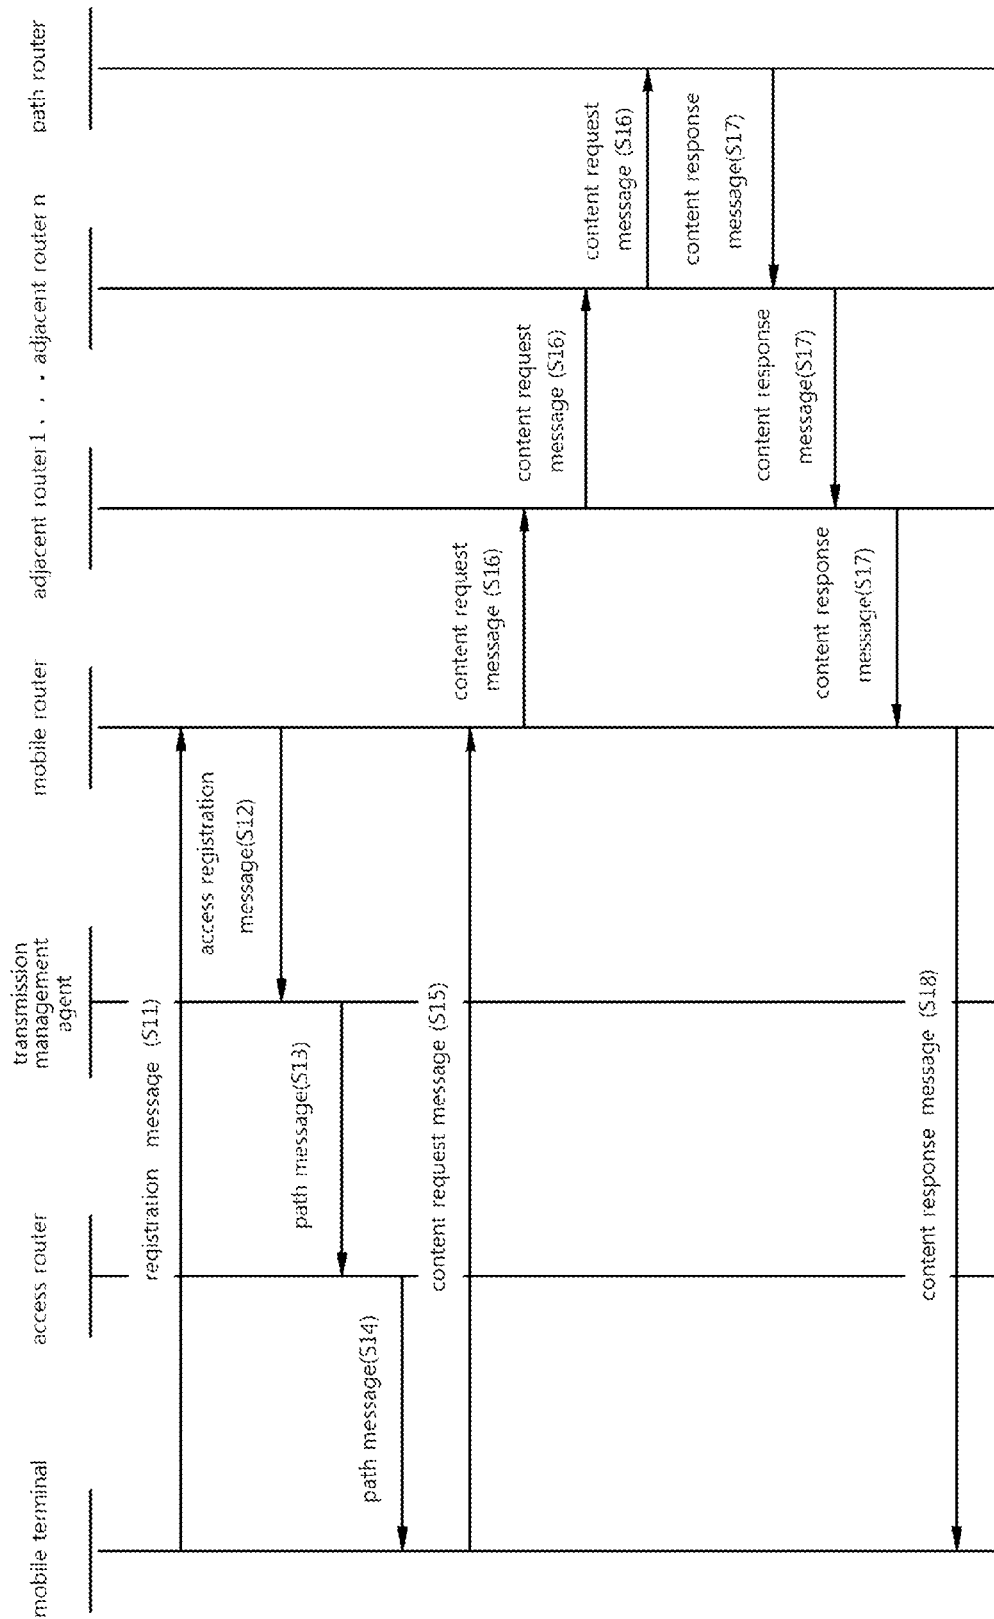 mobile terminal
access router
transmission
management
agent
mobile router
adjacent router 1 . . . adjacent router n
path router
registration message (S11)
access registration
message(S12)
path message(S13)
path message(S14)
content request message (S15)
content request
message (S16)
content request
message (S16)
content request
message (S16)
content response
message(S17)
content response
message(S17)
content response
message(S17)
content response message (S18)